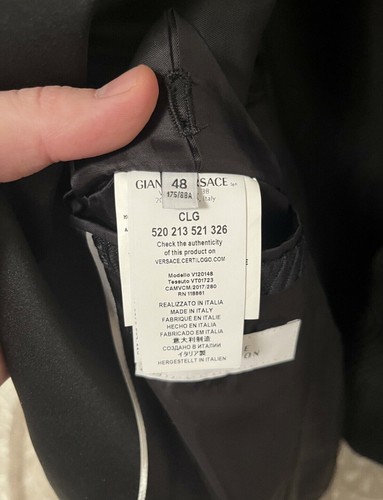 48
175/88A
CLG
520 213 521 326
Check the authenticity
of this product on
VERSACE.CERTILOGO.COM
Modello V120148
Tessuto VT01723
CAMVCM/2017/280
RN 118861
REALIZZATO IN ITALIA
MADE IN ITALY
FABRIQUÉ EN ITALIE
HECHO EN ITALIA
FABRICADO EM ITÁLIA
意大利制造
СОЗДАНО В ИТАЛИИ
イタリア製
HERGESTELLT IN ITALIEN